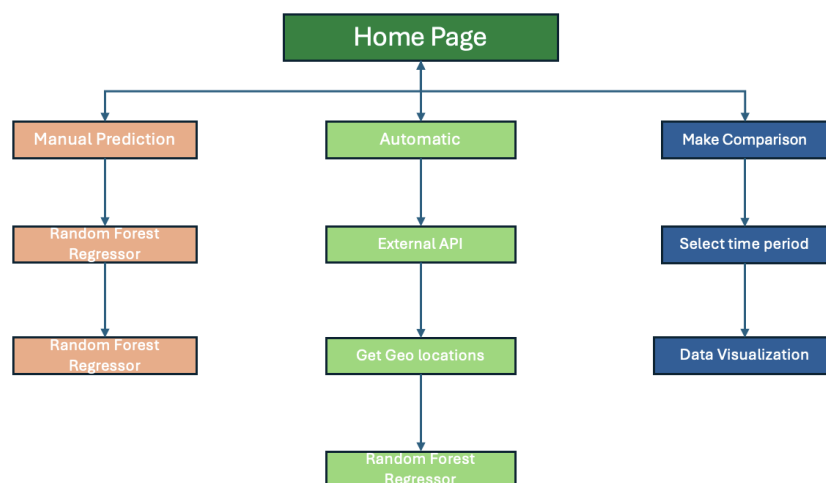 Home Page
Manual Prediction
Automatic
Make Comparison
Random Forest
Regressor
External API
Select time period
Random Forest
Regressor
Get Geo locations
Data Visualization
Random Forest
Regressor